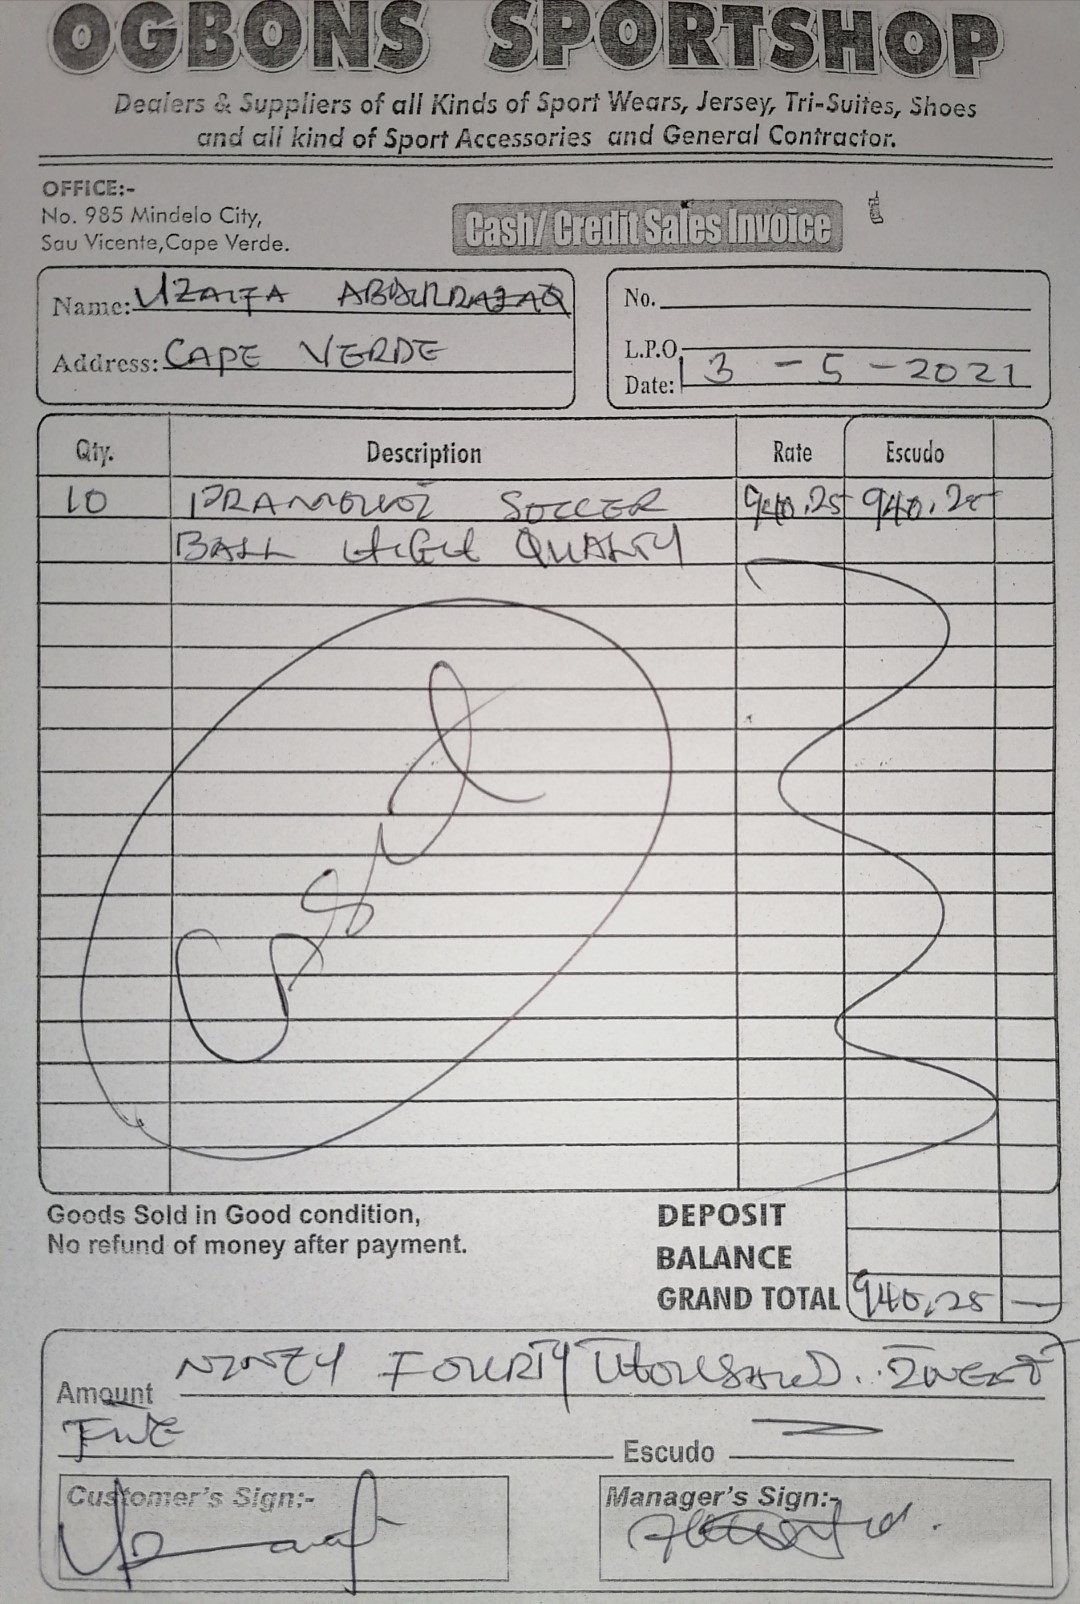 OGBONS SPORTSHOP
Dealers & Suppliers of all Kinds of Sport Wears, Jersey, Tri-Suites, Shoes
and all kind of Sport Accessories and General Contractor.
OFFICE:-
No. 985 Mindelo City,
Sau Vicente, Cape Verde.
Cash/ Credit Sales Invoice
Name: UZAIFA ABDULRAZAQ
Address: CAPE VERDE
No.
L.P.O.
Date: 13 - 5 - 2021
Qty. Description Rate Escudo
10 SOCCER 940,25 940,25
BALL HIGH QUALITY
Goods Sold in Good condition,
No refund of money after payment.
DEPOSIT
BALANCE
GRAND TOTAL 940,25 —
Amount NINETY FOURTY THOUSAND..TWENTY
FIVE Escudo
Customer's Sign:-
Manager's Sign:-